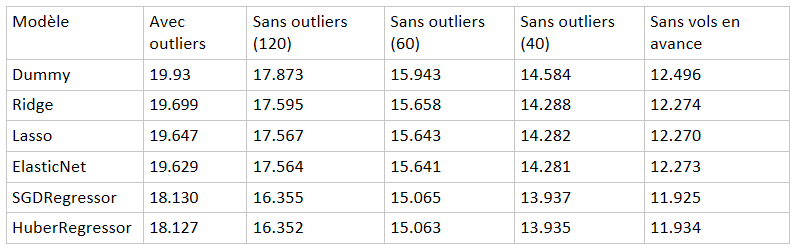 Modèle Avec outliers Sans outliers (120) Sans outliers (60) Sans outliers (40) Sans vols en avance
Dummy 19.93 17.873 15.943 14.584 12.496
Ridge 19.699 17.595 15.658 14.288 12.274
Lasso 19.647 17.567 15.643 14.282 12.270
ElasticNet 19.629 17.564 15.641 14.281 12.273
SGDRegressor 18.130 16.355 15.065 13.937 11.925
HuberRegressor 18.127 16.352 15.063 13.935 11.934